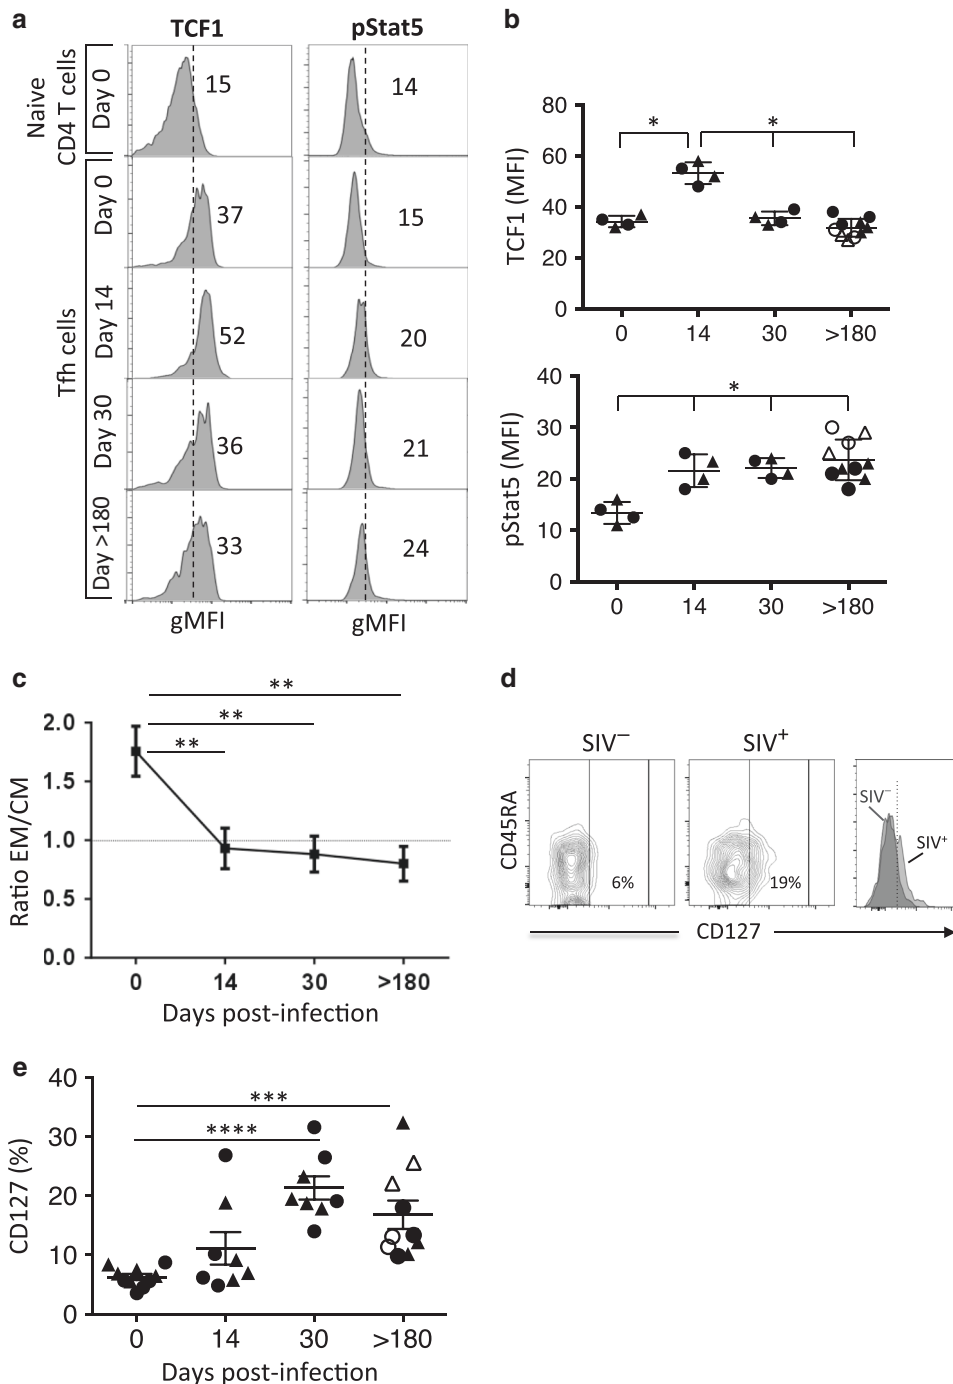 a
TCF1
pStat5
Naive
CD4 T cells
Day 0
15
14
Tfh cells
Day 0
37
15
Day 14
52
20
Day 30
36
21
Day >180
33
24
gMFI
gMFI
b
80
60
40
20
0
TCF1 (MFI)
*
*
0 14 30 >180
40
30
20
10
0
pStat5 (MFI)
*
0 14 30 >180
c
2.0
1.5
1.0
0.5
0.0
Ratio EM/CM
**
**
**
0 14 30 >180
Days post-infection
d
SIV−
SIV+
CD45RA
6%
19%
SIV−
SIV+
CD127
e
40
30
20
10
0
CD127 (%)
***
****
0 14 30 >180
Days post-infection